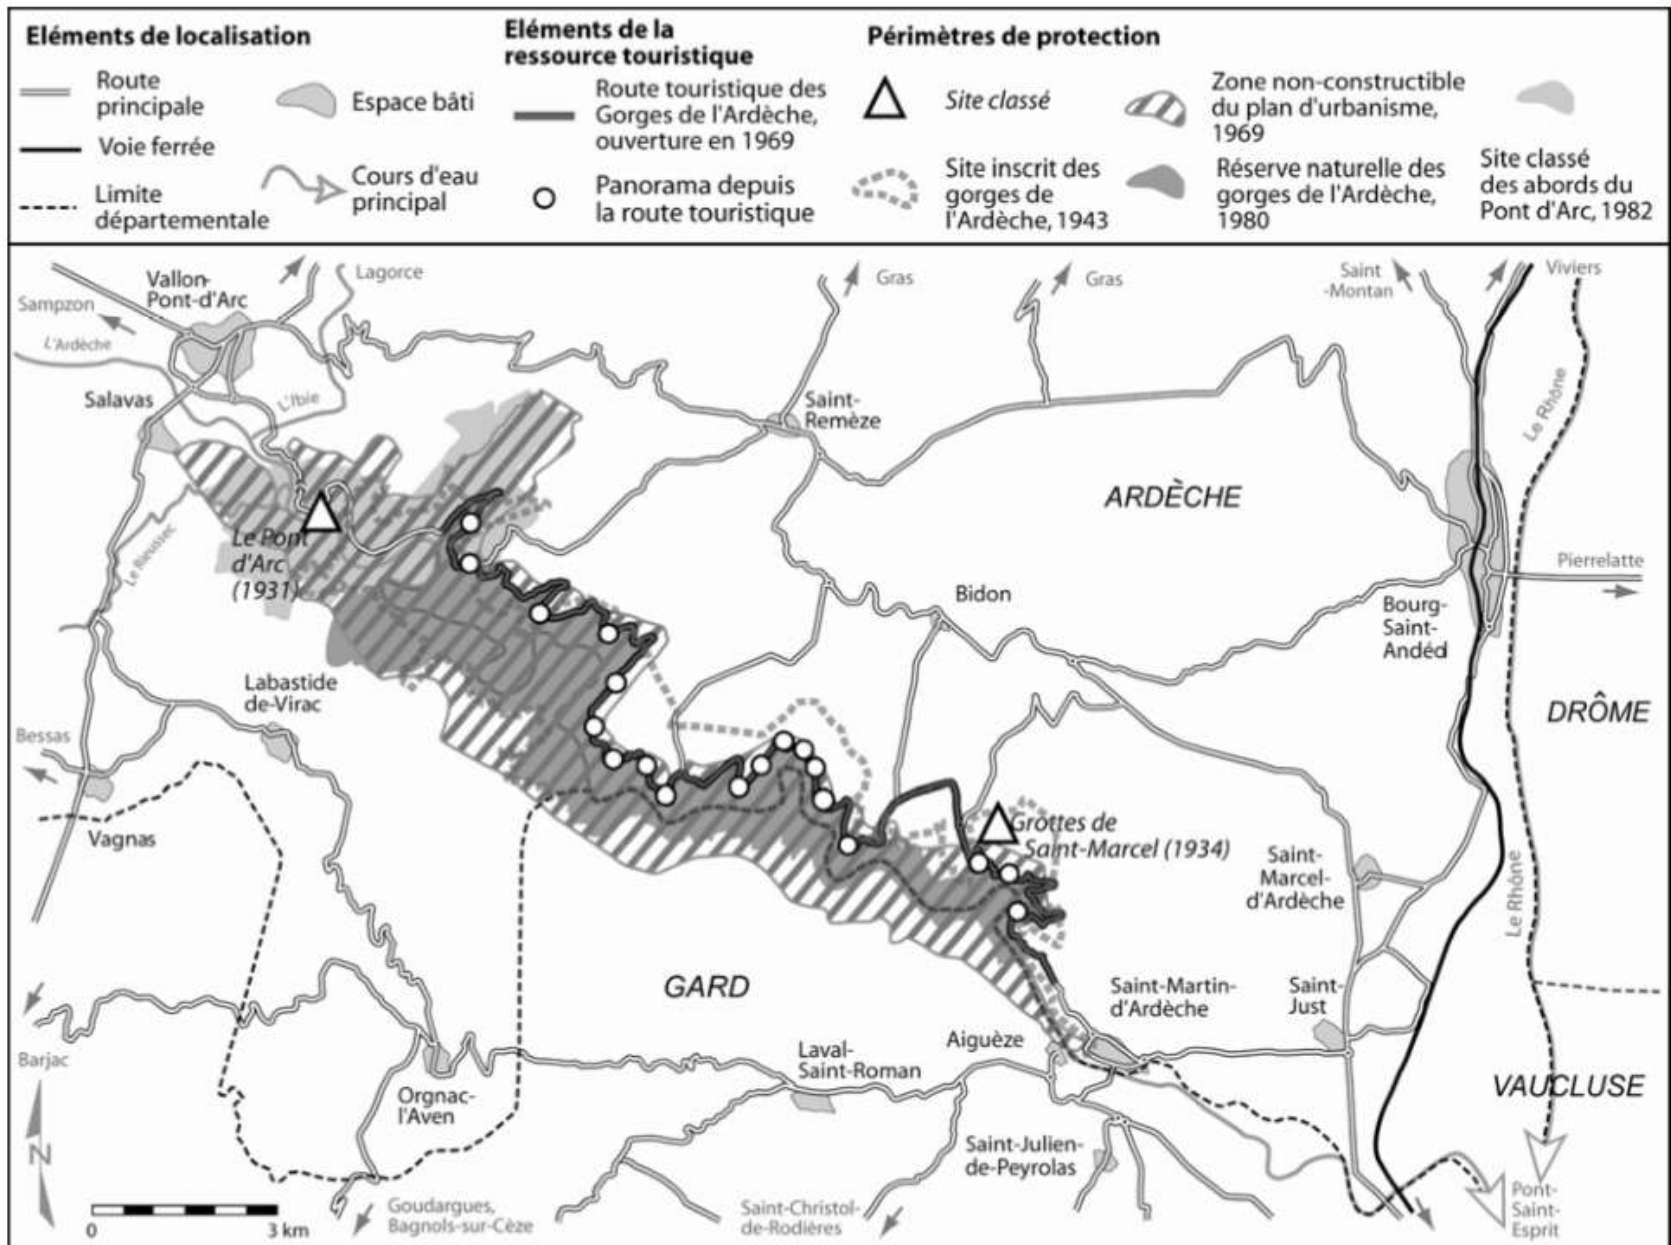 Eléments de localisation
Route
principale
Espace bâti
Voie ferrée
Limite
départementale
Cours d'eau
principal
Eléments de la
ressource touristique
Route touristique des
Gorges de l'Ardèche,
ouverture en 1969
Panorama depuis
la route touristique
Périmètres de protection
Site classé
Site inscrit des
gorges de
l'Ardèche, 1943
Zone non-constructible
du plan d'urbanisme,
1969
Réserve naturelle des
gorges de l'Ardèche,
1980
Site classé
des abords du
Pont d'Arc, 1982
Sampzon
Vallon-
Pont-d'Arc
Lagorce
Gras
Gras
Saint
-Montan
Viviers
L'Ardèche
Salavas
L'Ibie
Saint-
Remèze
Le Rhône
ARDÈCHE
Le Rieussec
Le Pont
d'Arc
(1931)
Bidon
Pierrelatte
Bourg-
Saint-
Andéd
Labastide
de-Virac
DRÔME
Bessas
Vagnas
Grottes de
Saint-Marcel (1934)
Saint-
Marcel-
d'Ardèche
Le Rhône
GARD
Saint-Martin-
d'Ardèche
Saint-
Just
Aiguèze
Barjac
Laval-
Saint-Roman
VAUCLUSE
Orgnac-
l'Aven
Saint-Julien-
de-Peyrolas
N
0
3 km
Goudargues,
Bagnols-sur-Cèze
Saint-Christol-
de-Rodières
Pont-
Saint-
Esprit